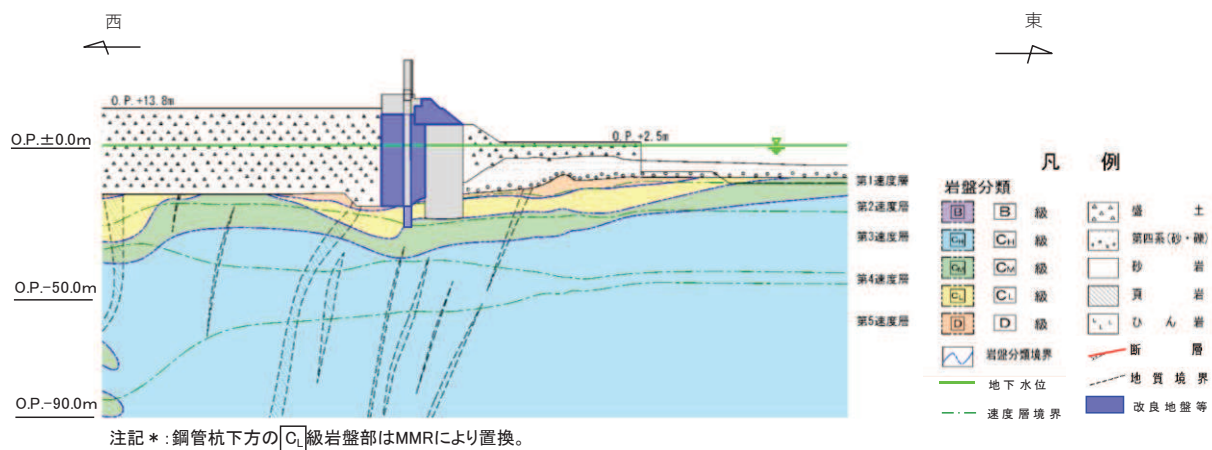 西
東
O.P.+13.8m
O.P.±0.0m
O.P.+2.5m
第1速度層
第2速度層
第3速度層
第4速度層
第5速度層
O.P.-50.0m
O.P.-90.0m
凡 例
岩盤分類
B B 級
CH CH 級
CM CM 級
CL CL 級
D D 級
岩盤分類境界
地下水位
速度層境界
盛 土
第四系(砂・礫)
砂 岩
頁 岩
ひ ん 岩
断 層
地 質 境 界
改良地盤等
注記*:鋼管杭下方のCL級岩盤部はMMRにより置換。